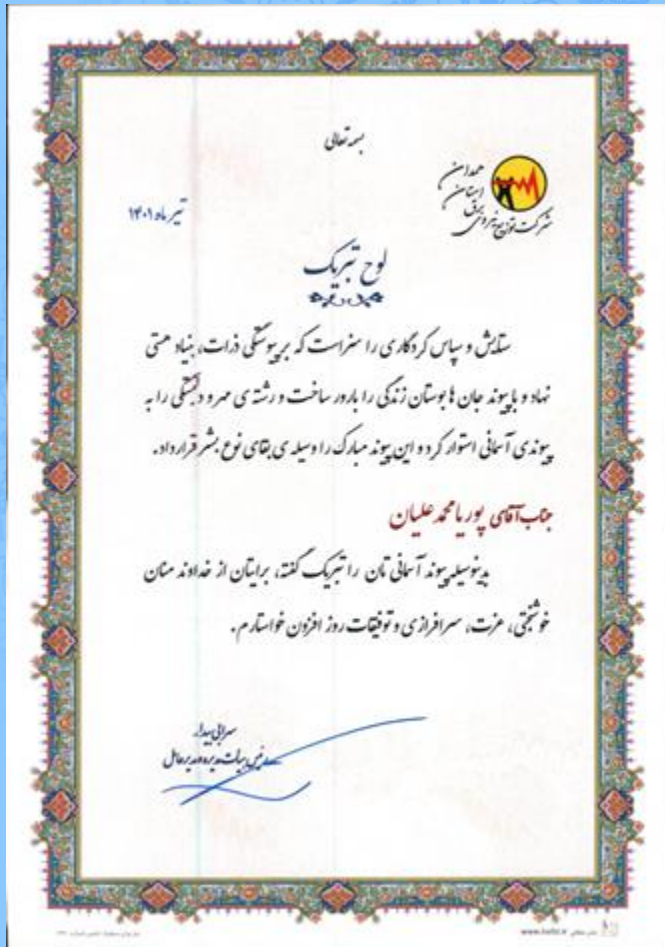 بسمه تعالی
شرکت توزیع نیروی برق
استان
همدان
تیر ماه ۱۴۰۱
لوح تبریک
ستایش و سپاس کردگاری را سزاست که بر پیوستگی ذرات، بنیاد هستی
نهاد و با پیوند جان ها بوستان زندگی را بارور ساخت و رشته ی مهر و دلبستگی را به
پیوندی آسمانی استوار کرد و این پیوند مبارک را وسیله ی بقای نوع بشر قرار داد.
جناب آقای پوریا محمد علیان
بدینوسیله پیوند آسمانی تان را تبریک گفته، برایتان از خداوند منان
خوشبختی، عزت، سرافرازی و توفیقات روز افزون خواستارم.
سهرابی بیدار
رئیس هیات مدیره و مدیرعامل